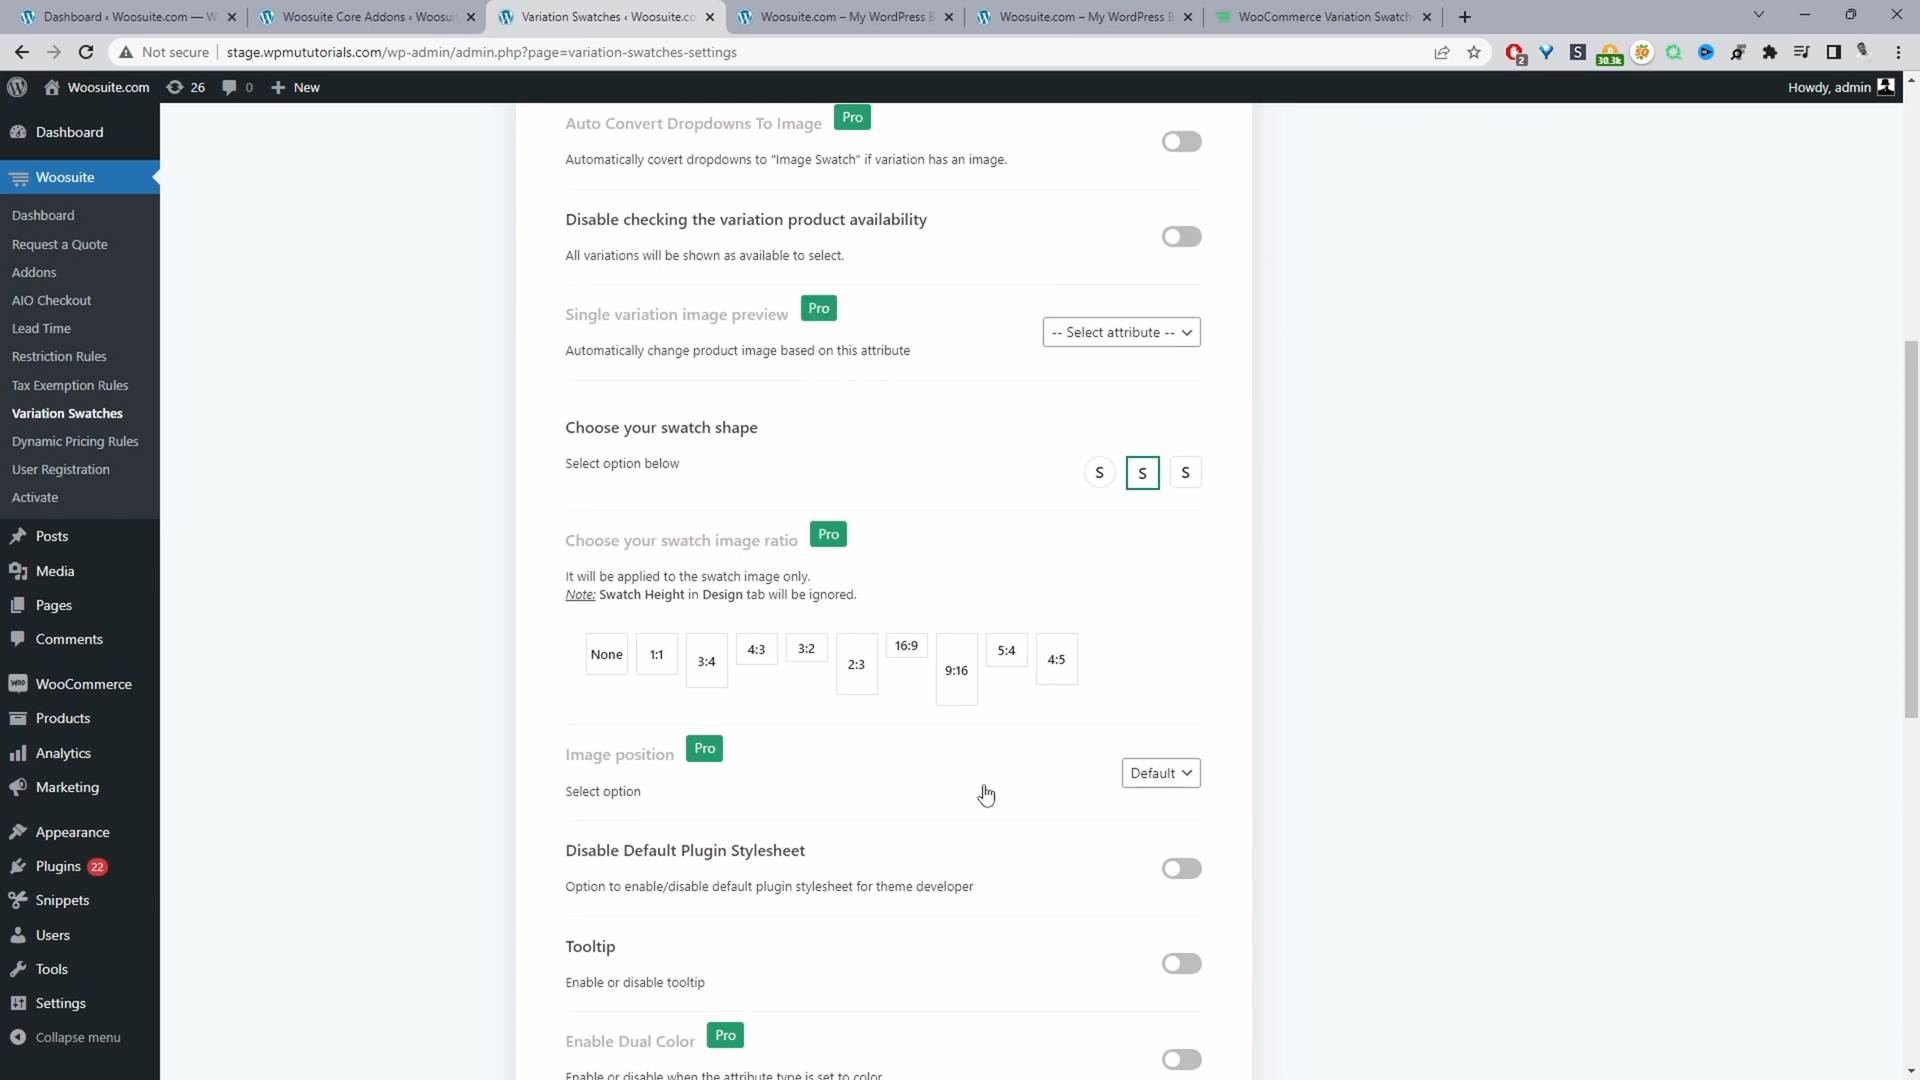 Dashboard ‹ Woosuite.com — W
Woosuite Core Addons ‹ Woosui
Variation Swatches ‹ Woosuite.co
Woosuite.com – My WordPress B
Woosuite.com – My WordPress B
WooCommerce Variation Swatch
Not secure
stage.wpmututorials.com/wp-admin/admin.php?page=variation-swatches-settings
2
S
30.3k
SQ
Woosuite.com
26
0
New
Howdy, admin
Dashboard
Woosuite
Dashboard
Request a Quote
Addons
AIO Checkout
Lead Time
Restriction Rules
Tax Exemption Rules
Variation Swatches
Dynamic Pricing Rules
User Registration
Activate
Posts
Media
Pages
Comments
WooCommerce
Products
Analytics
Marketing
Appearance
Plugins 22
Snippets
Users
Tools
Settings
Collapse menu
Auto Convert Dropdowns To Image Pro
Automatically covert dropdowns to "Image Swatch" if variation has an image.
Disable checking the variation product availability
All variations will be shown as available to select.
Single variation image preview Pro
-- Select attribute --
Automatically change product image based on this attribute
Choose your swatch shape
Select option below
S S S
Choose your swatch image ratio Pro
It will be applied to the swatch image only.
Note: Swatch Height in Design tab will be ignored.
None 1:1 3:4 4:3 3:2 2:3 16:9 9:16 5:4 4:5
Image position Pro
Default
Select option
Disable Default Plugin Stylesheet
Option to enable/disable default plugin stylesheet for theme developer
Tooltip
Enable or disable tooltip
Enable Dual Color Pro
Enable or disable when the attribute type is set to color